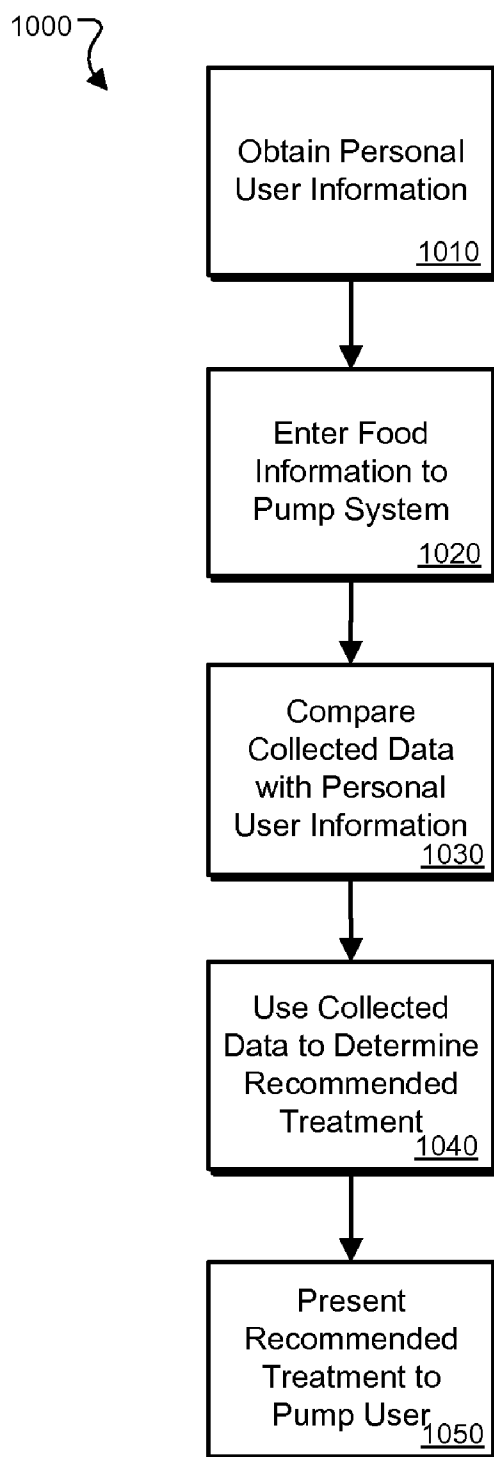 1000
Obtain Personal
User Information
1010
Enter Food
Information to
Pump System
1020
Compare
Collected Data
with Personal
User Information
1030
Use Collected
Data to Determine
Recommended
Treatment
1040
Present
Recommended
Treatment to
Pump User
1050